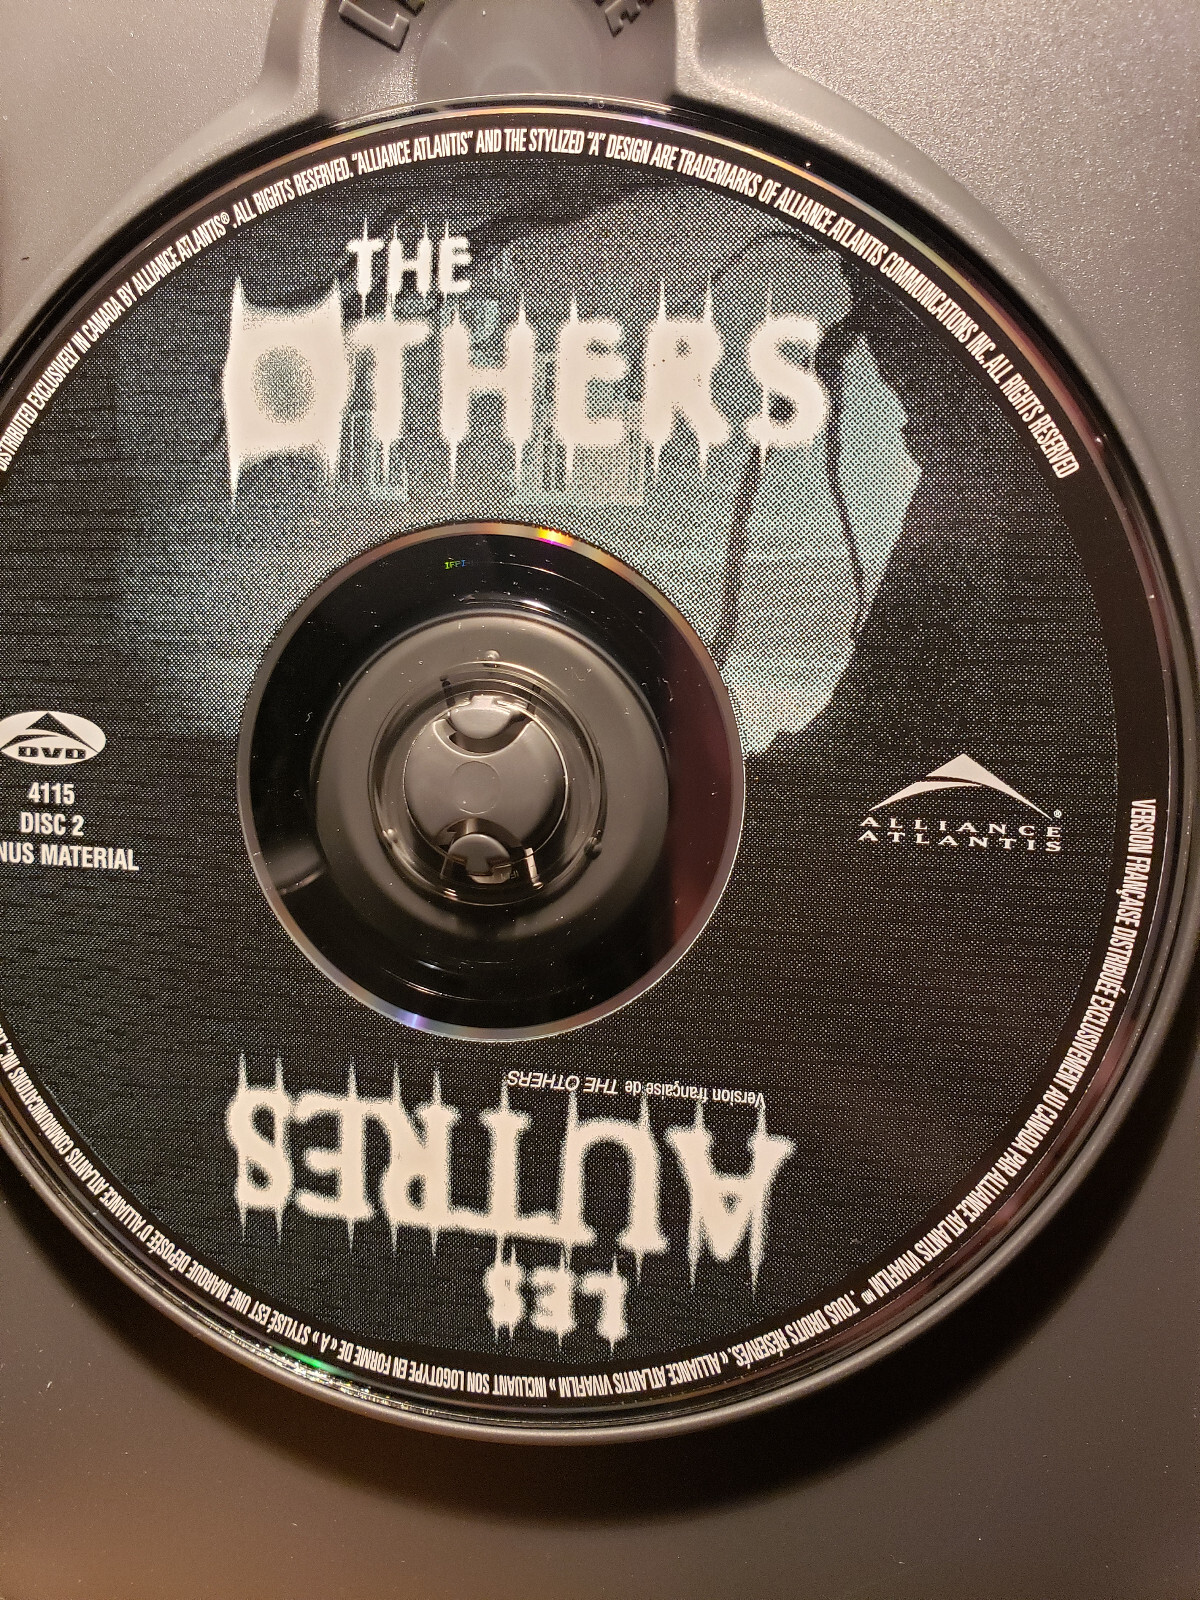 DISTRIBUTED EXCLUSIVELY IN CANADA BY ALLIANCE ATLANTIS®. ALL RIGHTS RESERVED. "ALLIANCE ATLANTIS" AND THE STYLIZED "A" DESIGN ARE TRADEMARKS OF ALLIANCE ATLANTIS COMMUNICATIONS INC. ALL RIGHTS RESERVED
THE
OTHERS
IFPI
DVD
4115
DISC 2
NUS MATERIAL
ALLIANCE
ATLANTIS®
VERSION FRANÇAISE DISTRIBUÉE EXCLUSIVEMENT AU CANADA PAR ALLIANCE ATLANTIS VIVAFILM MD. TOUS DROITS RÉSERVÉS. « ALLIANCE ATLANTIS VIVAFILM » INCLUANT SON LOGOTYPE EN FORME DE « A » STYLISÉ EST UNE MARQUE DÉPOSÉE D'ALLIANCE ATLANTIS COMMUNICATIONS INC.
LES
AUTRES
Version française de THE OTHERS